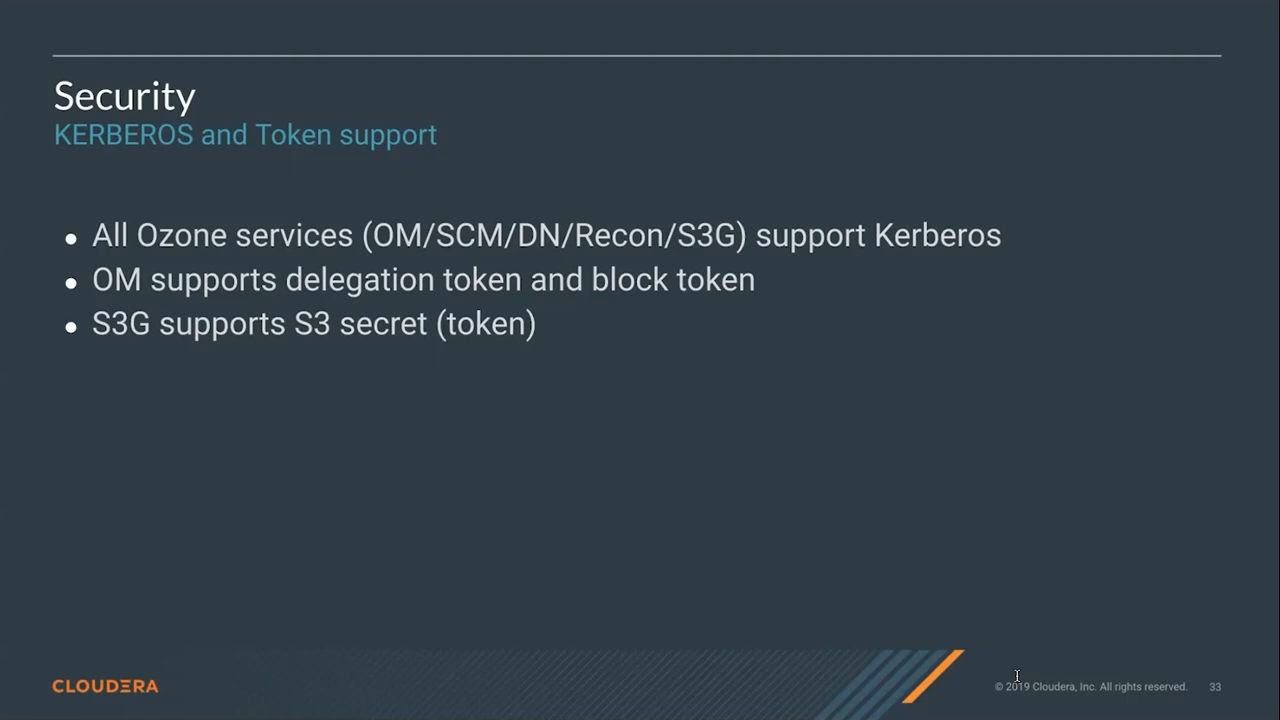 Security
KERBEROS and Token support
● All Ozone services (OM/SCM/DN/Recon/S3G) support Kerberos
● OM supports delegation token and block token
● S3G supports S3 secret (token)
CLOUDERA
© 2019 Cloudera, Inc. All rights reserved. 33